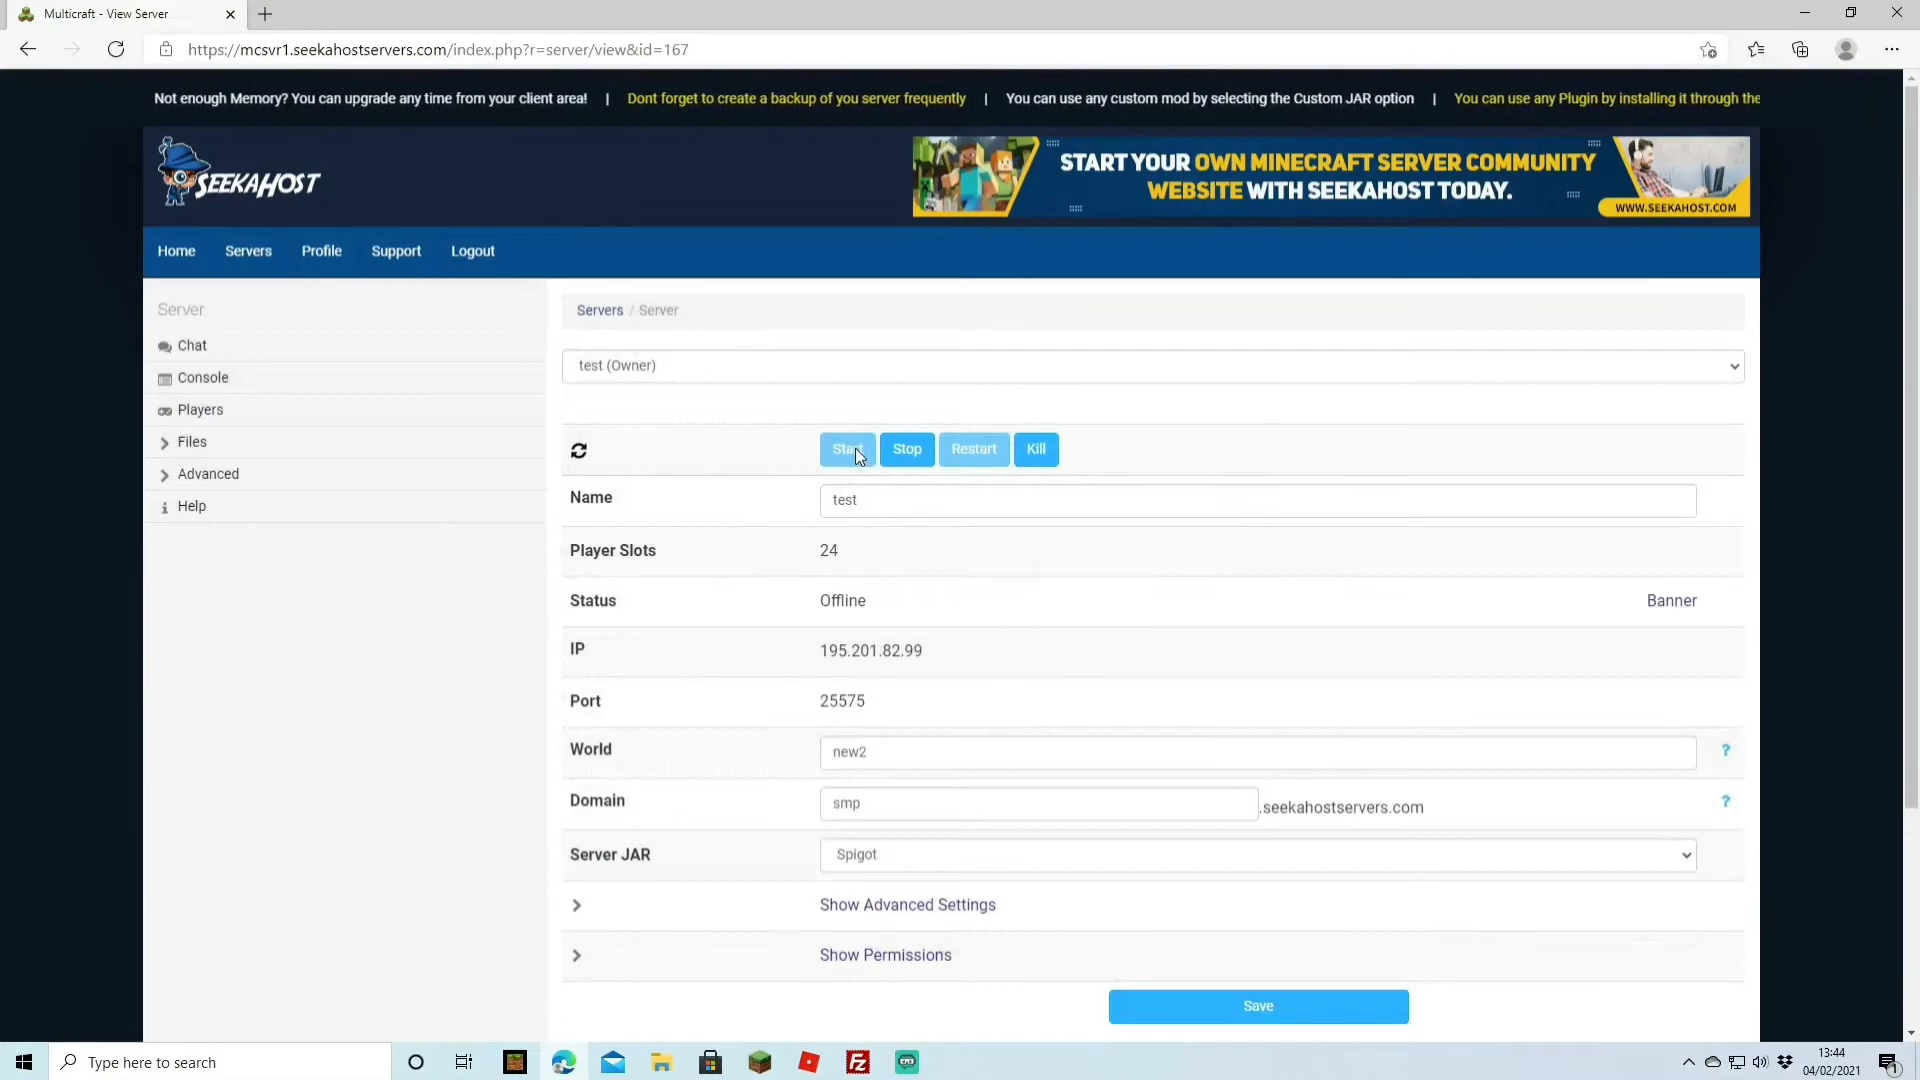 Multicraft - View Server
https://mcsvr1.seekahostservers.com/index.php?r=server/view&id=167
Not enough Memory? You can upgrade any time from your client area! | Dont forget to create a backup of you server frequently | You can use any custom mod by selecting the Custom JAR option | You can use any Plugin by installing it through the
SEEKAHOST
START YOUR OWN MINECRAFT SERVER COMMUNITY
WEBSITE WITH SEEKAHOST TODAY.
WWW.SEEKAHOST.COM
Home Servers Profile Support Logout
Server
Chat
Console
Players
Files
Advanced
Help
Servers / Server
test (Owner)
Start Stop Restart Kill
Name test
Player Slots 24
Status Offline Banner
IP 195.201.82.99
Port 25575
World new2 ?
Domain smp .seekahostservers.com ?
Server JAR Spigot
Show Advanced Settings
Show Permissions
Save
Type here to search
13:44
04/02/2021